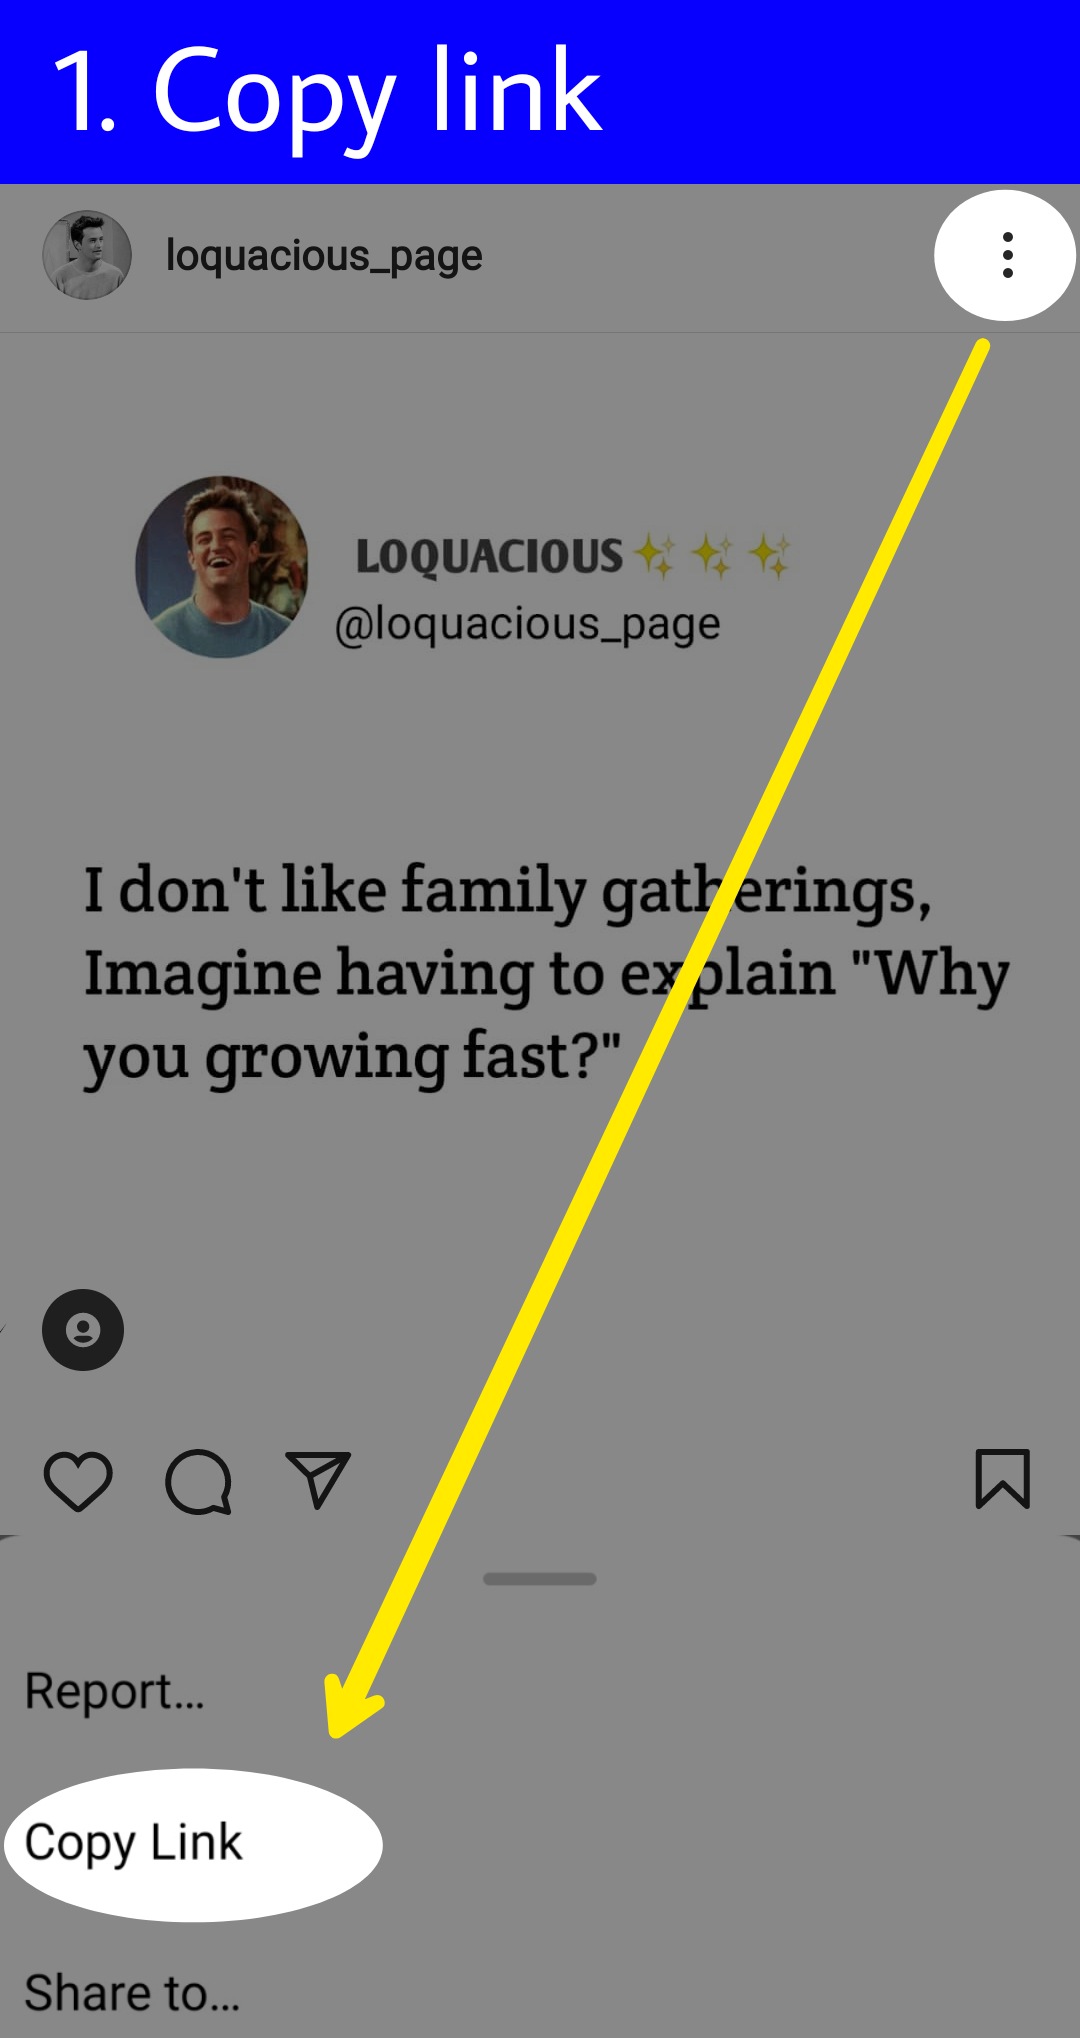 1. Copy link
loquacious_page
LOQUACIOUS✨✨✨
@loquacious_page
I don't like family gatherings,
Imagine having to explain "Why
you growing fast?"
Report...
Copy Link
Share to...